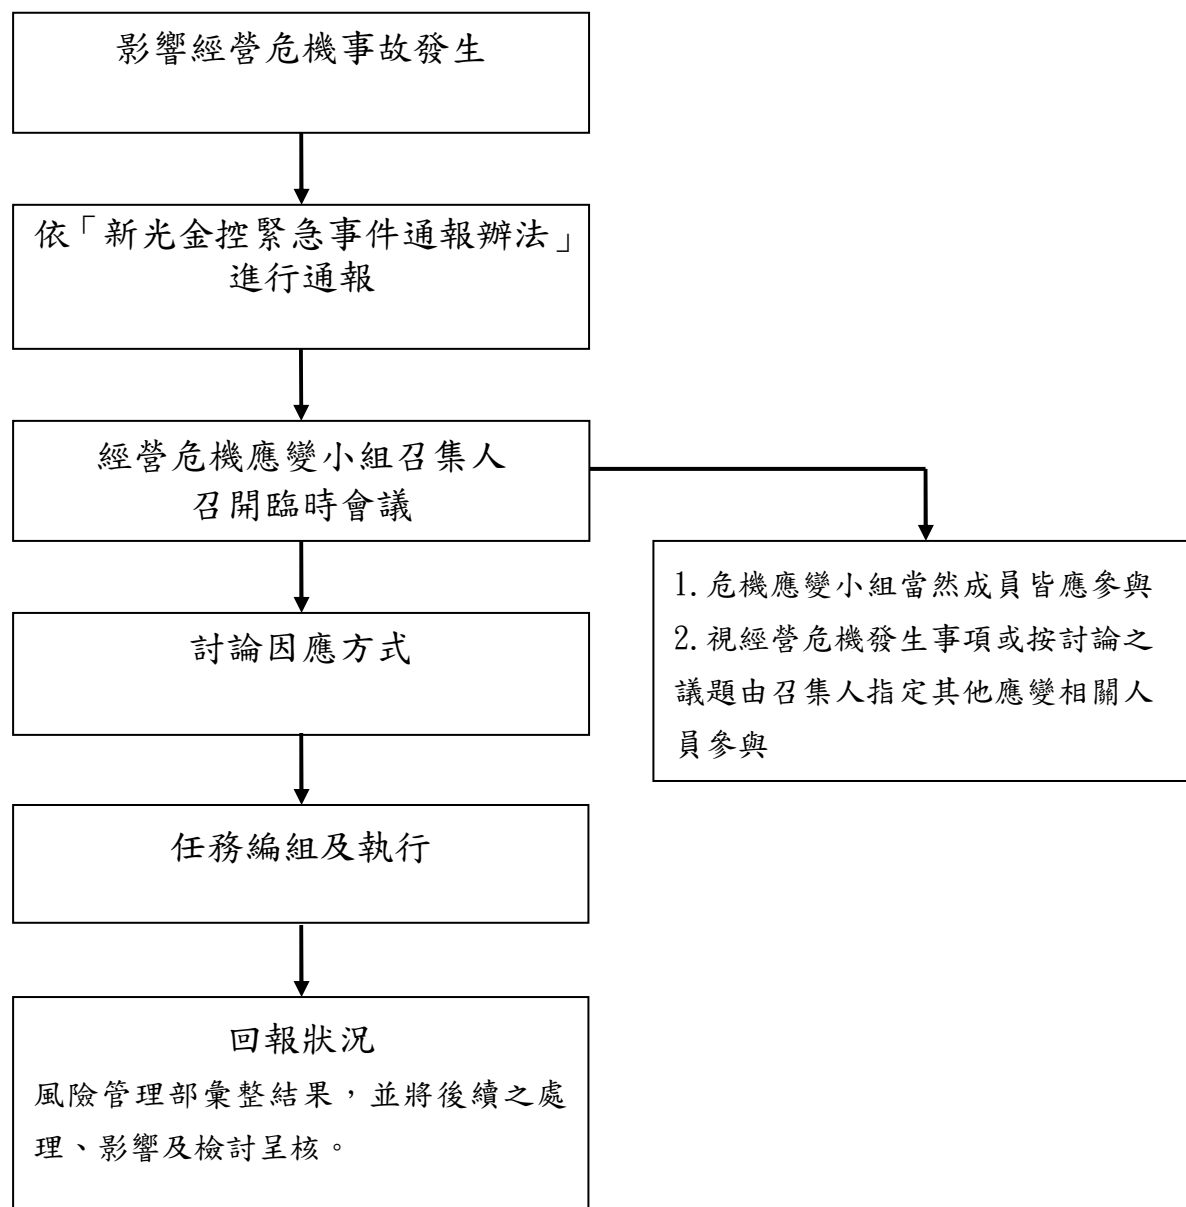 影響經營危機事故發生
依「新光金控緊急事件通報辦法」
進行通報
經營危機應變小組召集人
召開臨時會議
1.危機應變小組當然成員皆應參與
2.視經營危機發生事項或按討論之
議題由召集人指定其他應變相關人
員參與
討論因應方式
任務編組及執行
回報狀況
風險管理部彙整結果，並將後續之處
理、影響及檢討呈核。